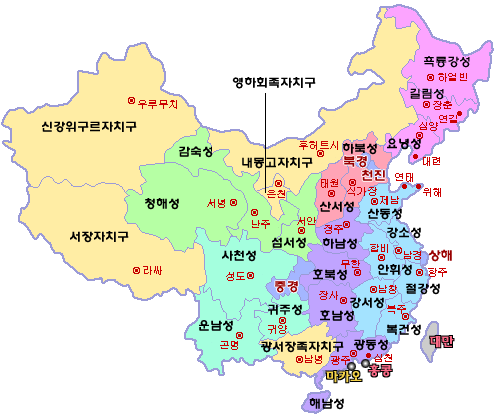 흑룡강성
하얼빈
영하회족자치구
길림성
장춘
우루무치
연길
심양
신강위구르자치구
후허트시
하북성
요녕성
감숙성
내몽고자치구
북경
대련
천진
연태
태원
석가장
위해
은천
청해성
서녕
산서성
제남
산동성
난주
서안
정주
강소성
서장자치구
섬서성
하남성
합비
남경
상해
사천성
무한
라싸
성도
호북성
안휘성
항주
중경
절강성
장사
남창
귀주성
강서성
복주
호남성
운남성
귀양
복건성
대만
곤명
광서장족자치구
광동성
남녕
광주
심천
마카오
홍콩
해남성